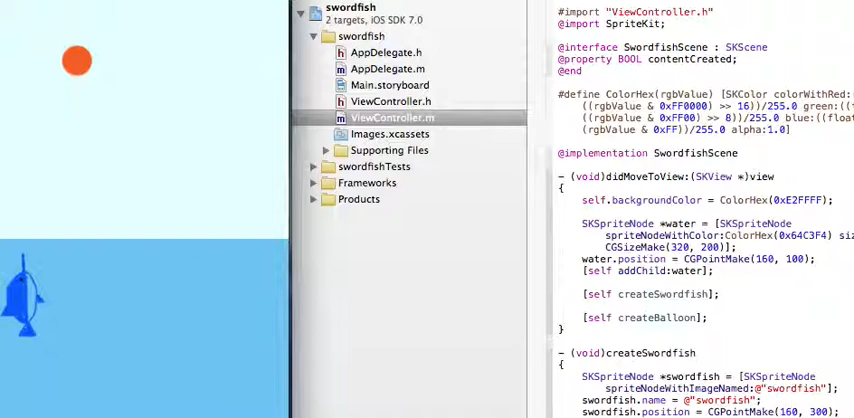 swordfish
2 targets, iOS SDK 7.0
swordfish
h AppDelegate.h
m AppDelegate.m
Main.storyboard
h ViewController.h
m ViewController.m
Images.xcassets
Supporting Files
swordfishTests
Frameworks
Products
#import "ViewController.h"
@import SpriteKit;
@interface SwordfishScene : SKScene
@property BOOL contentCreated;
@end
#define ColorHex(rgbValue) [SKColor colorWithRed:
((rgbValue & 0xFF0000) >> 16))/255.0 green:((
((rgbValue & 0xFF00) >> 8))/255.0 blue:((float
(rgbValue & 0xFF))/255.0 alpha:1.0]
@implementation SwordfishScene
- (void)didMoveToView:(SKView *)view
{
self.backgroundColor = ColorHex(0xE2FFFF);
SKSpriteNode *water = [SKSpriteNode
spriteNodeWithColor:ColorHex(0x64C3F4) siz
CGSizeMake(320, 200)];
water.position = CGPointMake(160, 100);
[self addChild:water];
[self createSwordfish];
[self createBalloon];
}
- (void)createSwordfish
{
SKSpriteNode *swordfish = [SKSpriteNode
spriteNodeWithImageNamed:@"swordfish"];
swordfish.name = @"swordfish";
swordfish.position = CGPointMake(160, 300);